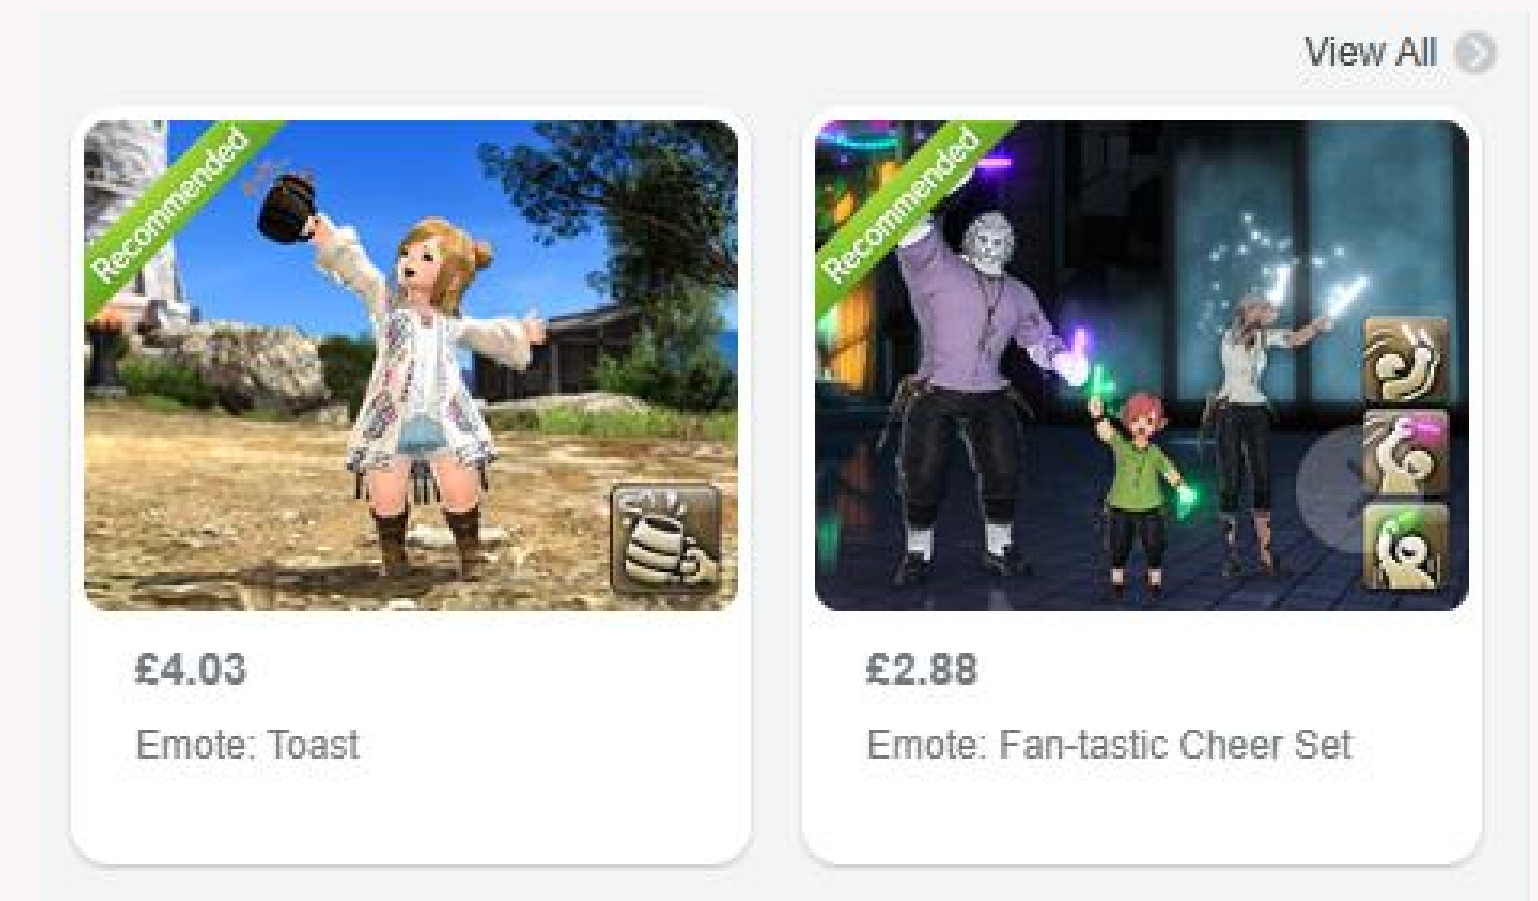 View All
Recommended
Recommended
£4.03
£2.88
Emote: Toast
Emote: Fan-tastic Cheer Set